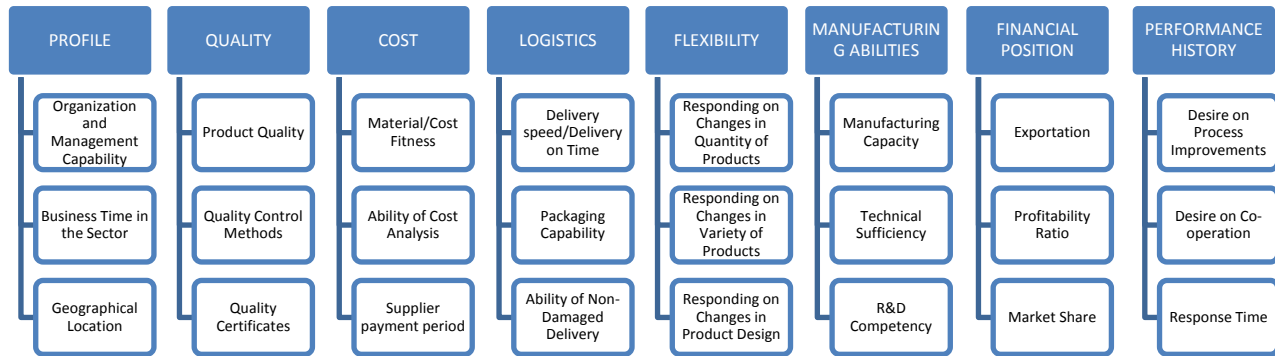 PROFILE
Organization
and
Management
Capability
Business Time in
the Sector
Geographical
Location
QUALITY
Product Quality
Quality Control
Methods
Quality
Certificates
COST
Material/Cost
Fitness
Ability of Cost
Analysis
Supplier
payment period
LOGISTICS
Delivery
speed/Delivery
on Time
Packaging
Capability
Ability of Non-
Damaged
Delivery
FLEXIBILITY
Responding on
Changes in
Quantity of
Products
Responding on
Changes in
Variety of
Products
Responding on
Changes in
Product Design
MANUFACTURIN
G ABILITIES
Manufacturing
Capacity
Technical
Sufficiency
R&D
Competency
FINANCIAL
POSITION
Exportation
Profitability
Ratio
Market Share
PERFORMANCE
HISTORY
Desire on
Process
Improvements
Desire on Co-
operation
Response Time